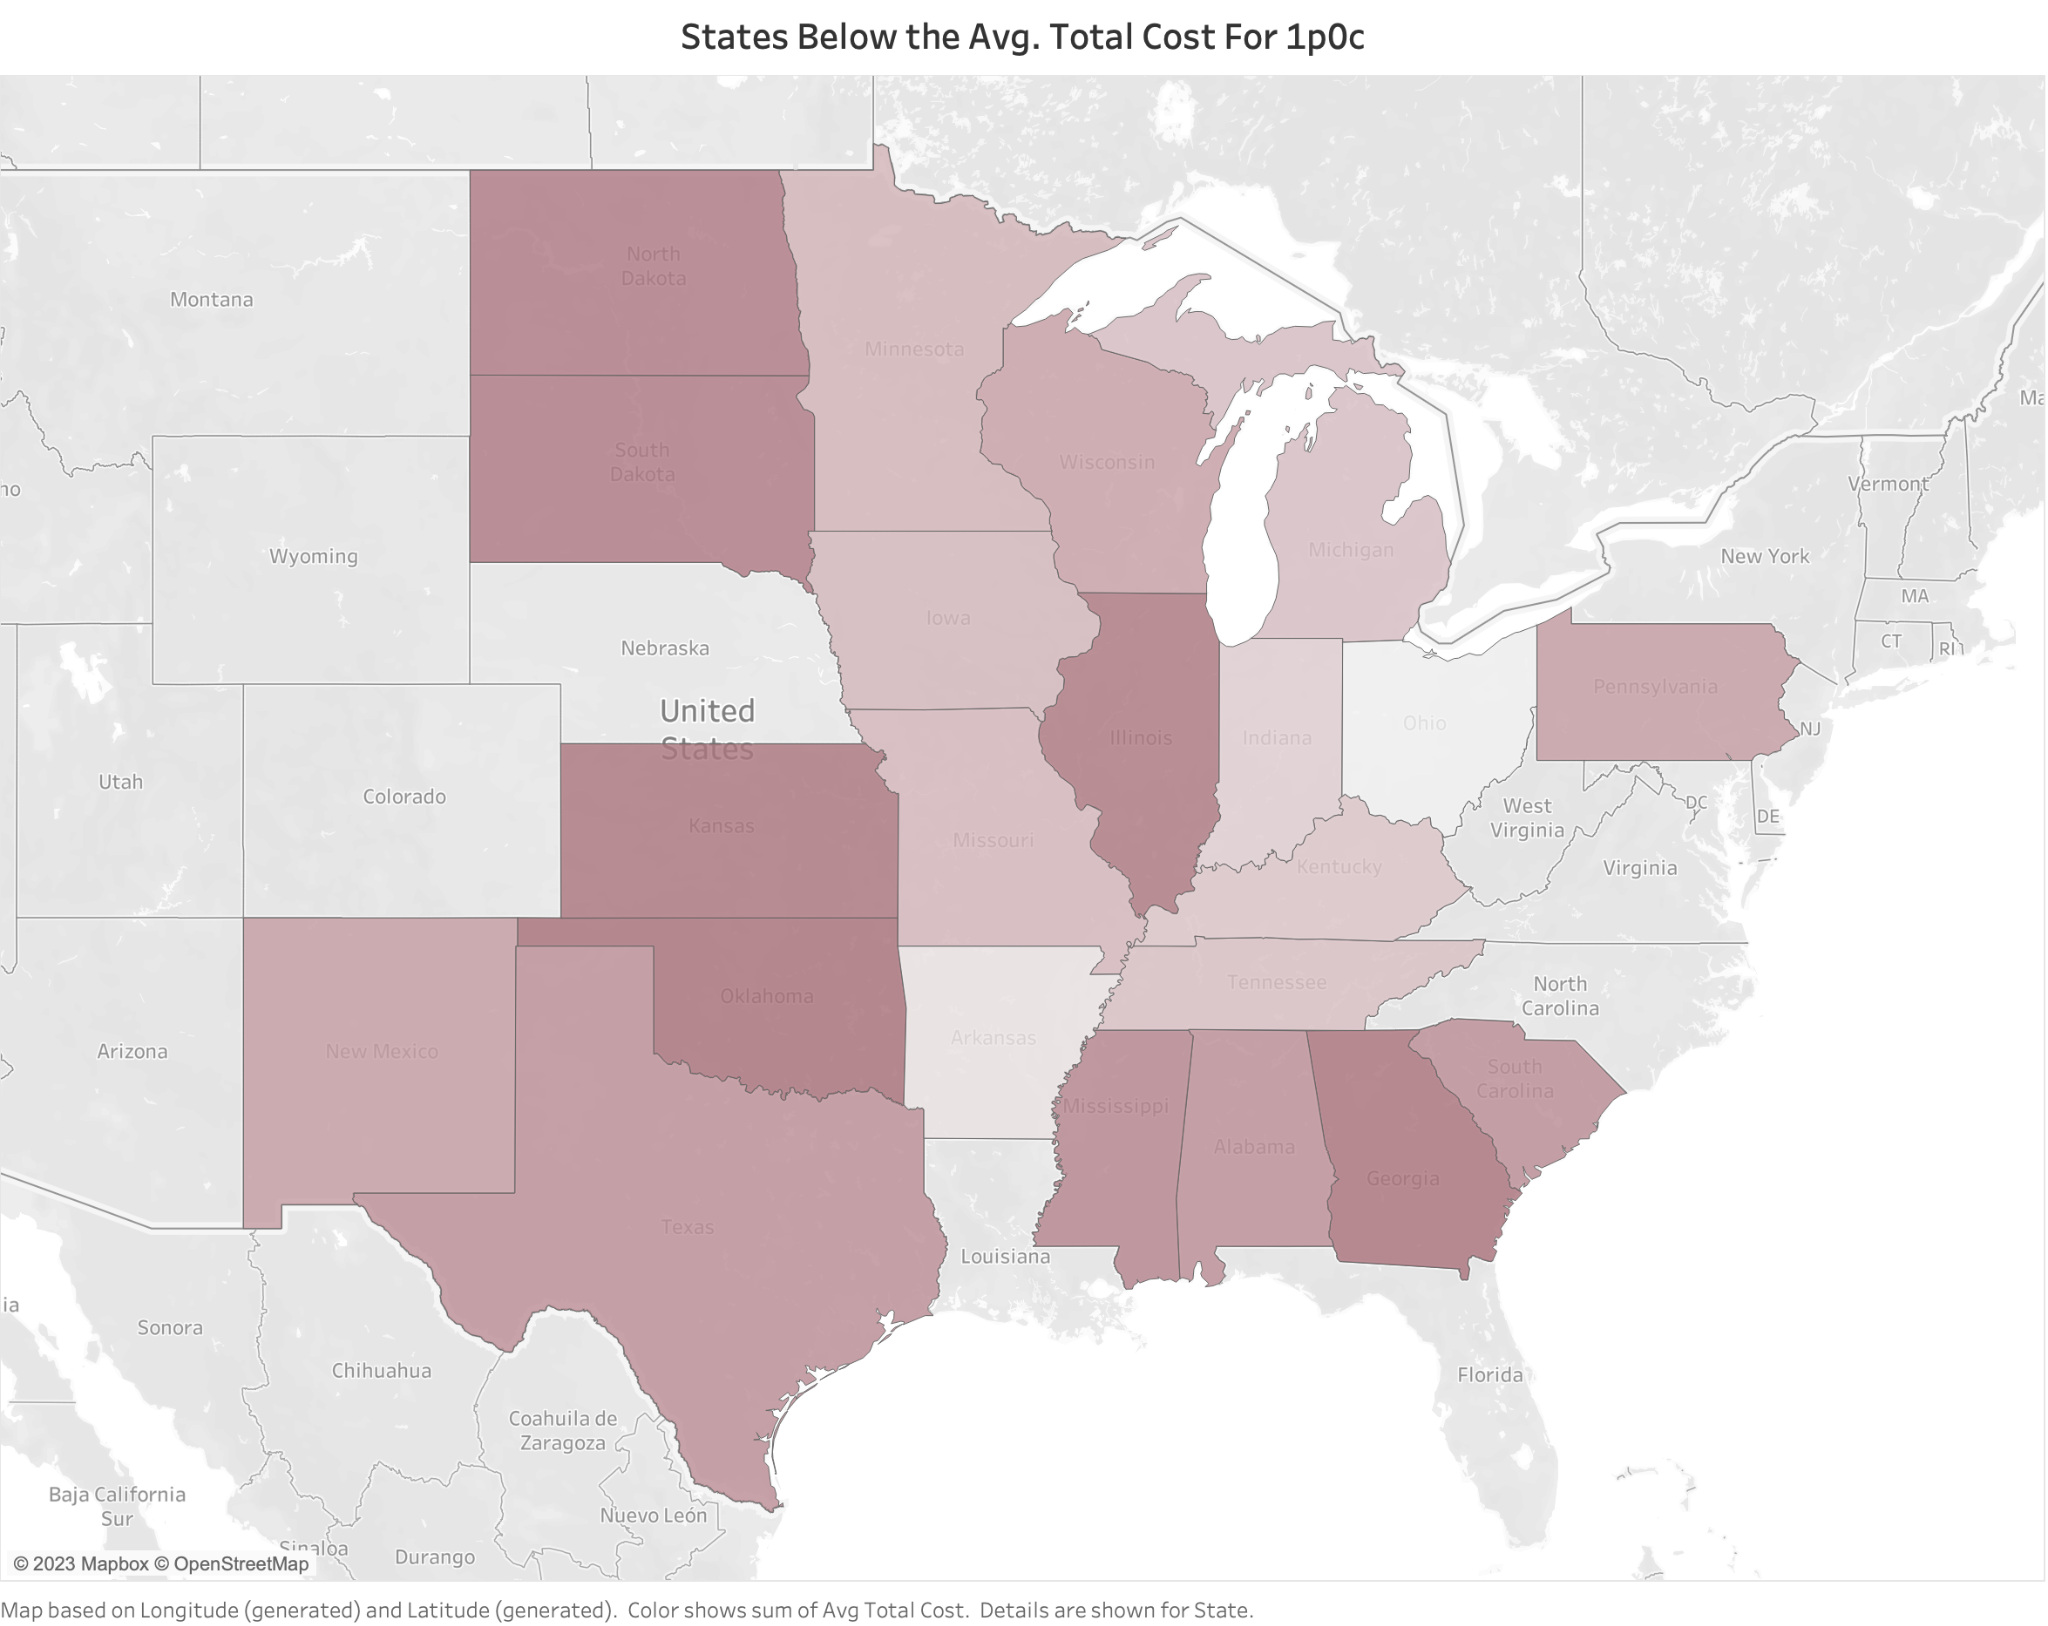 States Below the Avg. Total Cost For 1p0c
North
Dakota
Montana
Minnesota
Ma
South
Dakota
Wisconsin
no
Vermont
Michigan
Wyoming
New York
MA
Iowa
CT
RI
Nebraska
Pennsylvania
United
States
Ohio
NJ
Illinois
Indiana
Utah
Colorado
DC
West
Virginia
DE
Kansas
Missouri
Kentucky
Virginia
Tennessee
North
Carolina
Oklahoma
Arkansas
Arizona
New Mexico
South
Carolina
Mississippi
Alabama
Georgia
Texas
Louisiana
ia
Sonora
Chihuahua
Florida
Coahuila de
Zaragoza
Baja California
Sur
Nuevo León
Sinaloa
Durango
© 2023 Mapbox © OpenStreetMap
Map based on Longitude (generated) and Latitude (generated).  Color shows sum of Avg Total Cost.  Details are shown for State.